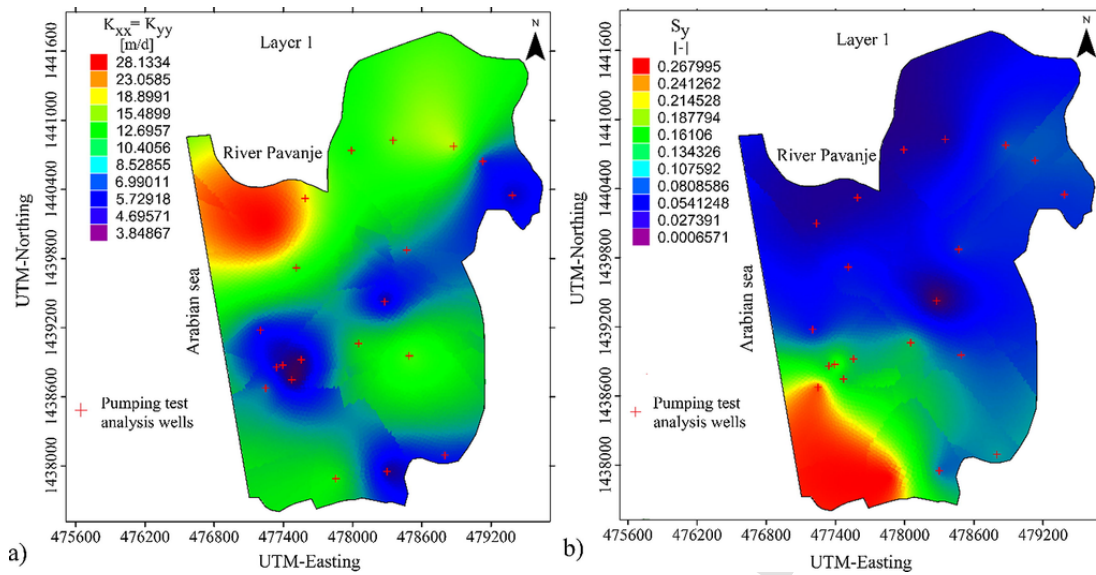 a)
Kxx= Kyy
[m/d]
28.1334
23.0585
18.8991
15.4899
12.6957
10.4056
8.52855
6.99011
5.72918
4.69571
3.84867
Layer 1
N
River Pavanje
Arabian sea
Pumping test
analysis wells
UTM-Northing
1441600
1441000
1440400
1439800
1439200
1438600
1438000
475600 476200 476800 477400 478000 478600 479200
UTM-Easting
b)
Sy
|-|
0.267995
0.241262
0.214528
0.187794
0.16106
0.134326
0.107592
0.0808586
0.0541248
0.027391
0.0006571
Layer 1
N
River Pavanje
Arabian sea
Pumping test
analysis wells
UTM-Northing
1441600
1441000
1440400
1439800
1439200
1438600
1438000
475600 476200 476800 477400 478000 478600 479200
UTM-Easting